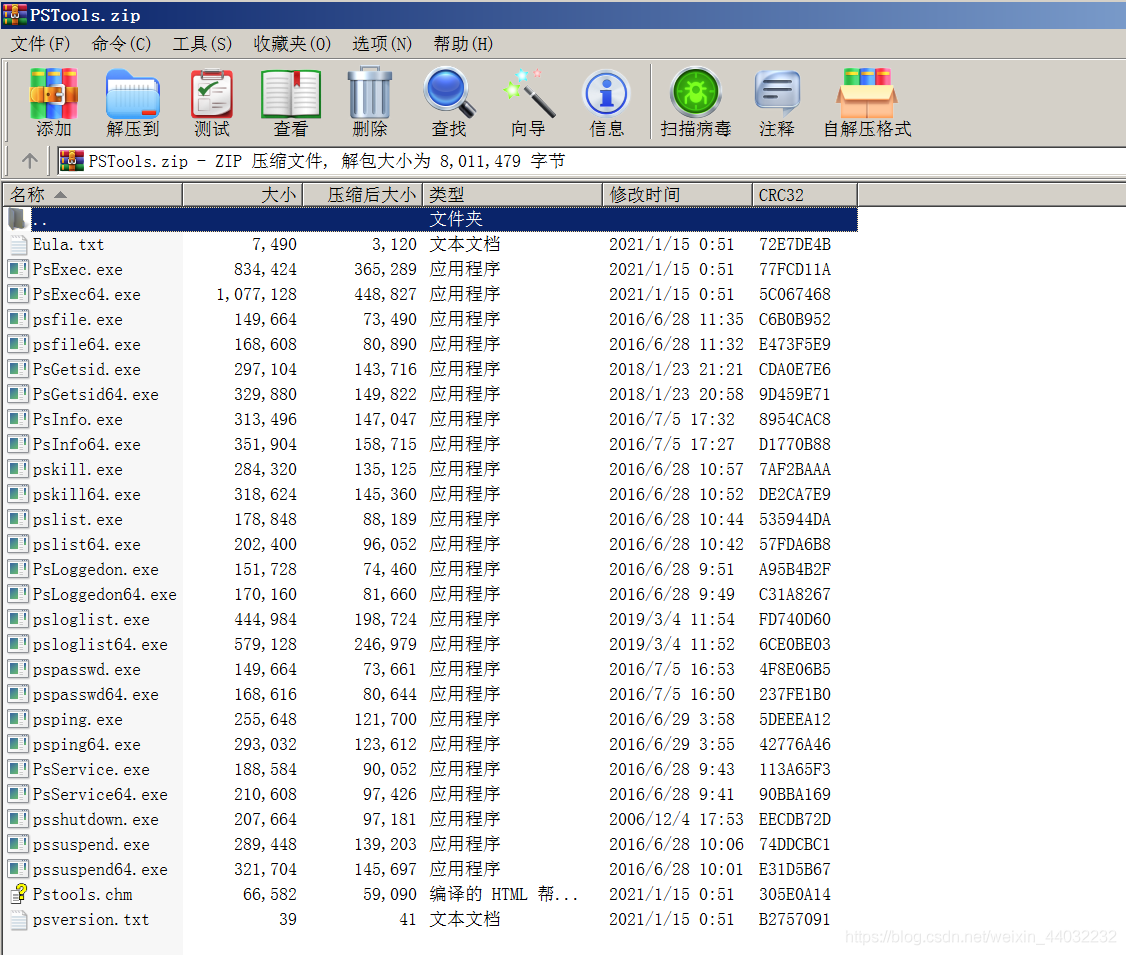 PSTools.zip
文件(F) 命令(C) 工具(S) 收藏夹(O) 选项(N) 帮助(H)
添加 解压到 测试 查看 删除 查找 向导 信息 扫描病毒 注释 自解压格式
PSTools.zip - ZIP 压缩文件, 解包大小为 8,011,479 字节
名称 大小 压缩后大小 类型 修改时间 CRC32
.. 文件夹
Eula.txt 7,490 3,120 文本文档 2021/1/15 0:51 72E7DE4B
PsExec.exe 834,424 365,289 应用程序 2021/1/15 0:51 77FCD11A
PsExec64.exe 1,077,128 448,827 应用程序 2021/1/15 0:51 5C067468
psfile.exe 149,664 73,490 应用程序 2016/6/28 11:35 C6B0B952
psfile64.exe 168,608 80,890 应用程序 2016/6/28 11:32 E473F5E9
PsGetsid.exe 297,104 143,716 应用程序 2018/1/23 21:21 CDA0E7E6
PsGetsid64.exe 329,880 149,822 应用程序 2018/1/23 20:58 9D459E71
PsInfo.exe 313,496 147,047 应用程序 2016/7/5 17:32 8954CAC8
PsInfo64.exe 351,904 158,715 应用程序 2016/7/5 17:27 D1770B88
pskill.exe 284,320 135,125 应用程序 2016/6/28 10:57 7AF2BAAA
pskill64.exe 318,624 145,360 应用程序 2016/6/28 10:52 DE2CA7E9
pslist.exe 178,848 88,189 应用程序 2016/6/28 10:44 535944DA
pslist64.exe 202,400 96,052 应用程序 2016/6/28 10:42 57FDA6B8
PsLoggedon.exe 151,728 74,460 应用程序 2016/6/28 9:51 A95B4B2F
PsLoggedon64.exe 170,160 81,660 应用程序 2016/6/28 9:49 C31A8267
psloglist.exe 444,984 198,724 应用程序 2019/3/4 11:54 FD740D60
psloglist64.exe 579,128 246,979 应用程序 2019/3/4 11:52 6CE0BE03
pspasswd.exe 149,664 73,661 应用程序 2016/7/5 16:53 4F8E06B5
pspasswd64.exe 168,616 80,644 应用程序 2016/7/5 16:50 237FE1B0
psping.exe 255,648 121,700 应用程序 2016/6/29 3:58 5DEEEA12
psping64.exe 293,032 123,612 应用程序 2016/6/29 3:55 42776A46
PsService.exe 188,584 90,052 应用程序 2016/6/28 9:43 113A65F3
PsService64.exe 210,608 97,426 应用程序 2016/6/28 9:41 90BBA169
psshutdown.exe 207,664 97,181 应用程序 2006/12/4 17:53 EECDB72D
pssuspend.exe 289,448 139,203 应用程序 2016/6/28 10:06 74DDCBC1
pssuspend64.exe 321,704 145,697 应用程序 2016/6/28 10:01 E31D5B67
Pstools.chm 66,582 59,090 编译的 HTML 帮... 2021/1/15 0:51 305E0A14
psversion.txt 39 41 文本文档 2021/1/15 0:51 B2757091
https://blog.csdn.net/weixin_44032232